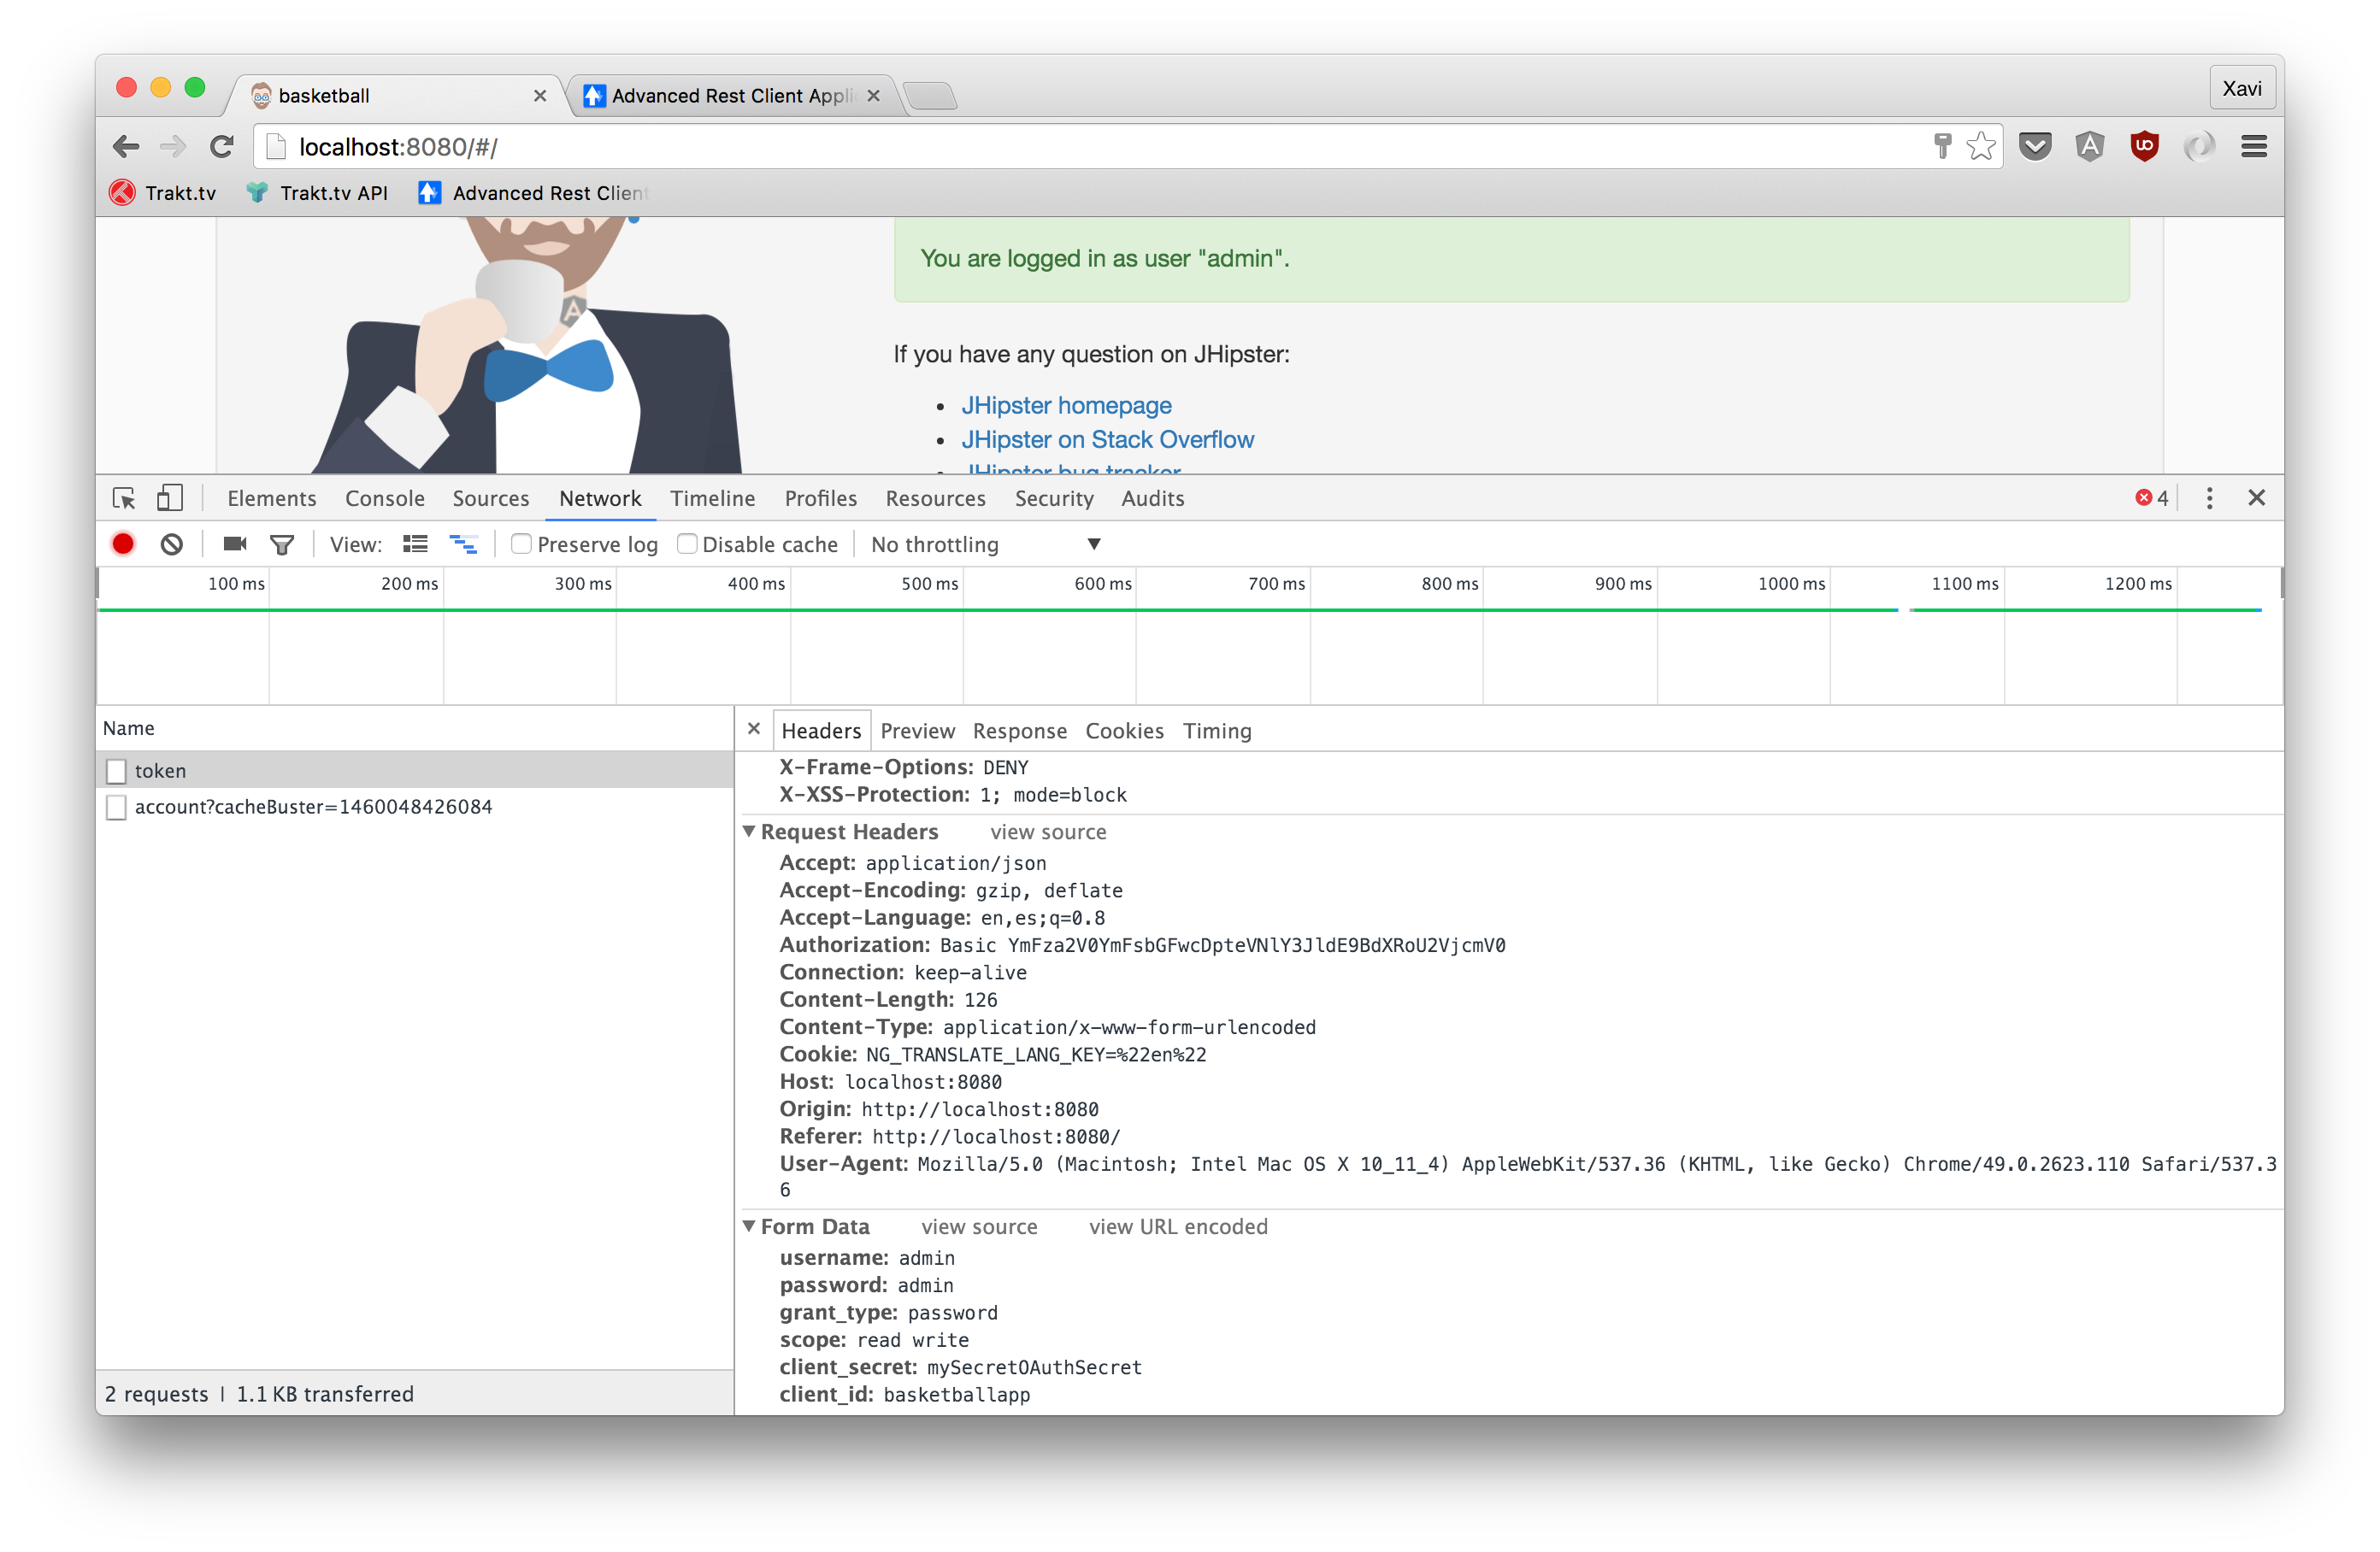 basketball
Advanced Rest Client Appli
Xavi
localhost:8080/#/
Trakt.tv Trakt.tv API Advanced Rest Client
You are logged in as user "admin".
If you have any question on JHipster:
JHipster homepage
JHipster on Stack Overflow
JHipster bug tracker
Elements Console Sources Network Timeline Profiles Resources Security Audits 4
View: Preserve log Disable cache No throttling
100 ms 200 ms 300 ms 400 ms 500 ms 600 ms 700 ms 800 ms 900 ms 1000 ms 1100 ms 1200 ms
Name
token
account?cacheBuster=1460048426084
2 requests | 1.1 KB transferred
Headers Preview Response Cookies Timing
X-Frame-Options: DENY
X-XSS-Protection: 1; mode=block
Request Headers view source
Accept: application/json
Accept-Encoding: gzip, deflate
Accept-Language: en,es;q=0.8
Authorization: Basic YmFza2V0YmFsbGFwcDpteVNlY3JldE9BdXRoU2VjcmV0
Connection: keep-alive
Content-Length: 126
Content-Type: application/x-www-form-urlencoded
Cookie: NG_TRANSLATE_LANG_KEY=%22en%22
Host: localhost:8080
Origin: http://localhost:8080
Referer: http://localhost:8080/
User-Agent: Mozilla/5.0 (Macintosh; Intel Mac OS X 10_11_4) AppleWebKit/537.36 (KHTML, like Gecko) Chrome/49.0.2623.110 Safari/537.3
6
Form Data view source view URL encoded
username: admin
password: admin
grant_type: password
scope: read write
client_secret: mySecretOAuthSecret
client_id: basketballapp